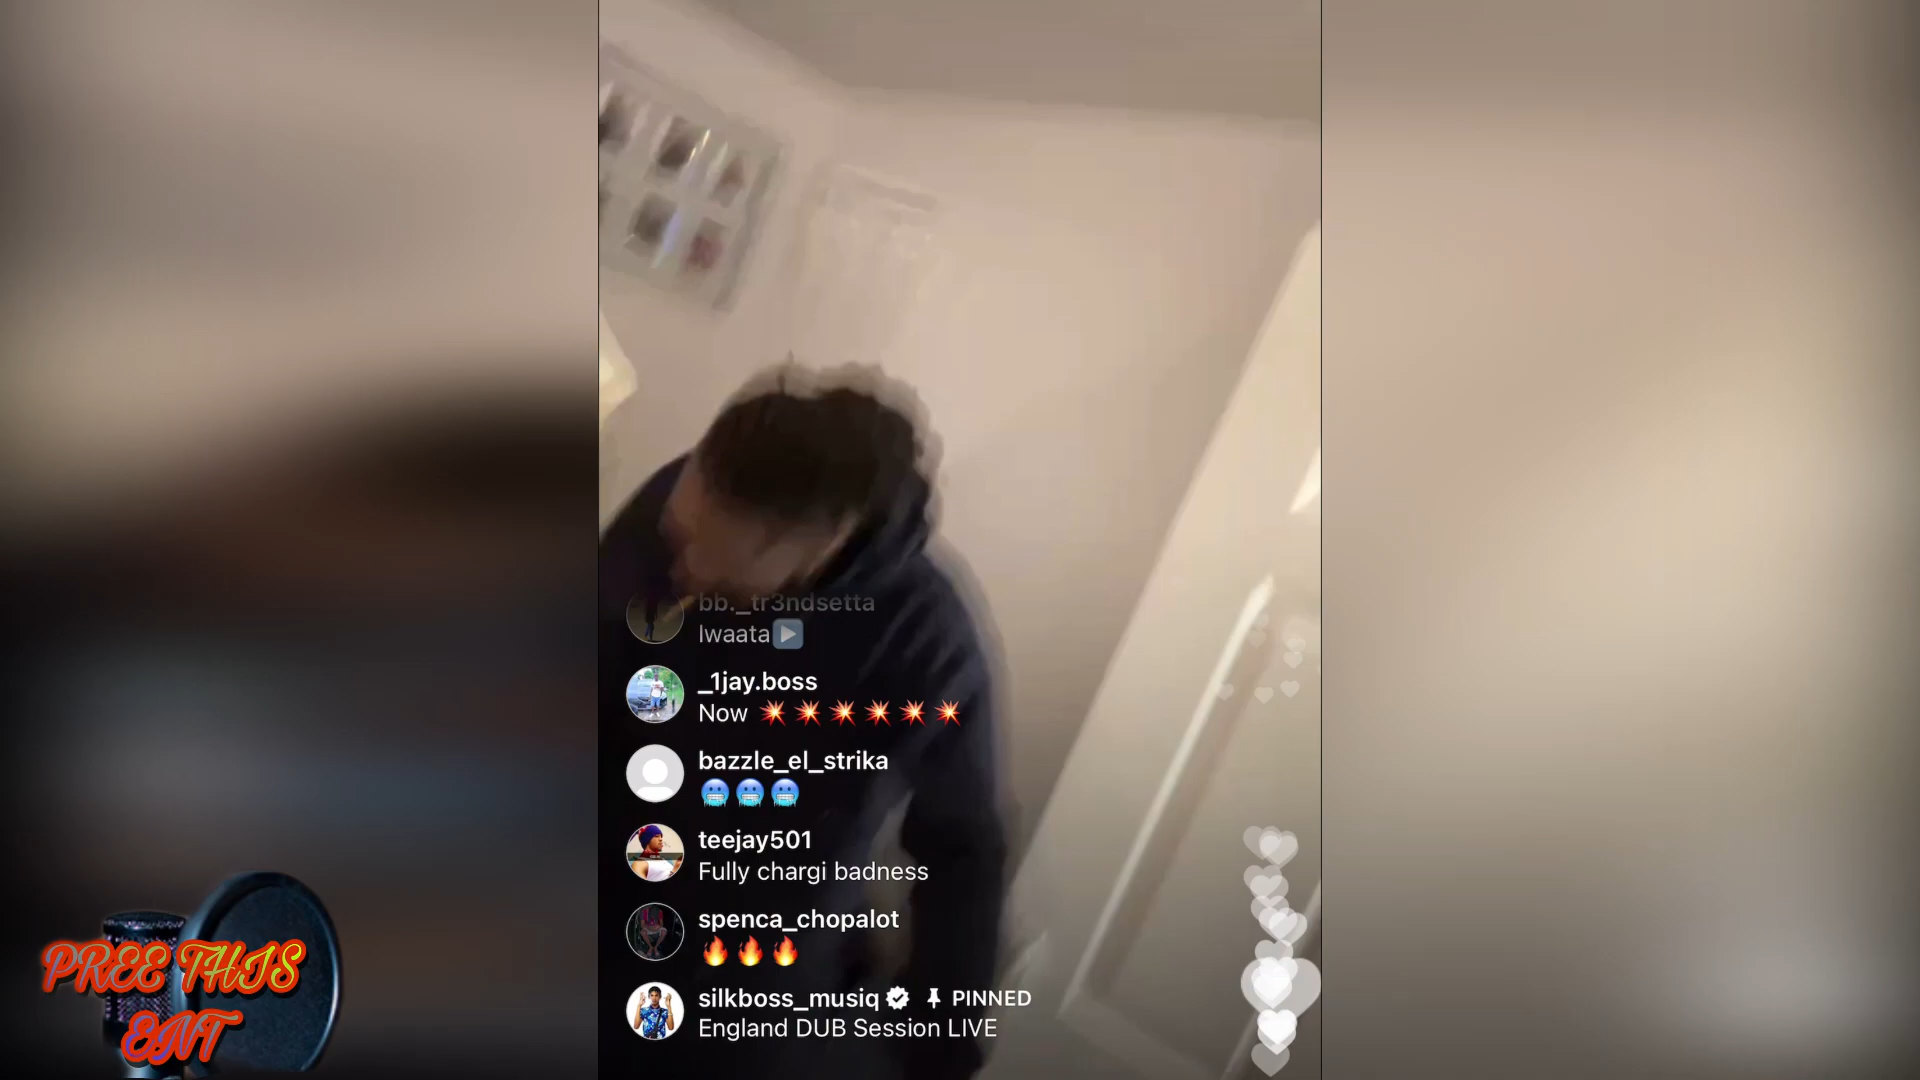 bb._tr3ndsetta
Iwaata▶️
_1jay.boss
Now 💥💥💥💥💥💥
bazzle_el_strika
🥶🥶🥶
teejay501
Fully chargi badness
spenca_chopalot
🔥🔥🔥
silkboss_musiq PINNED
England DUB Session LIVE
PREE THIS
ENT